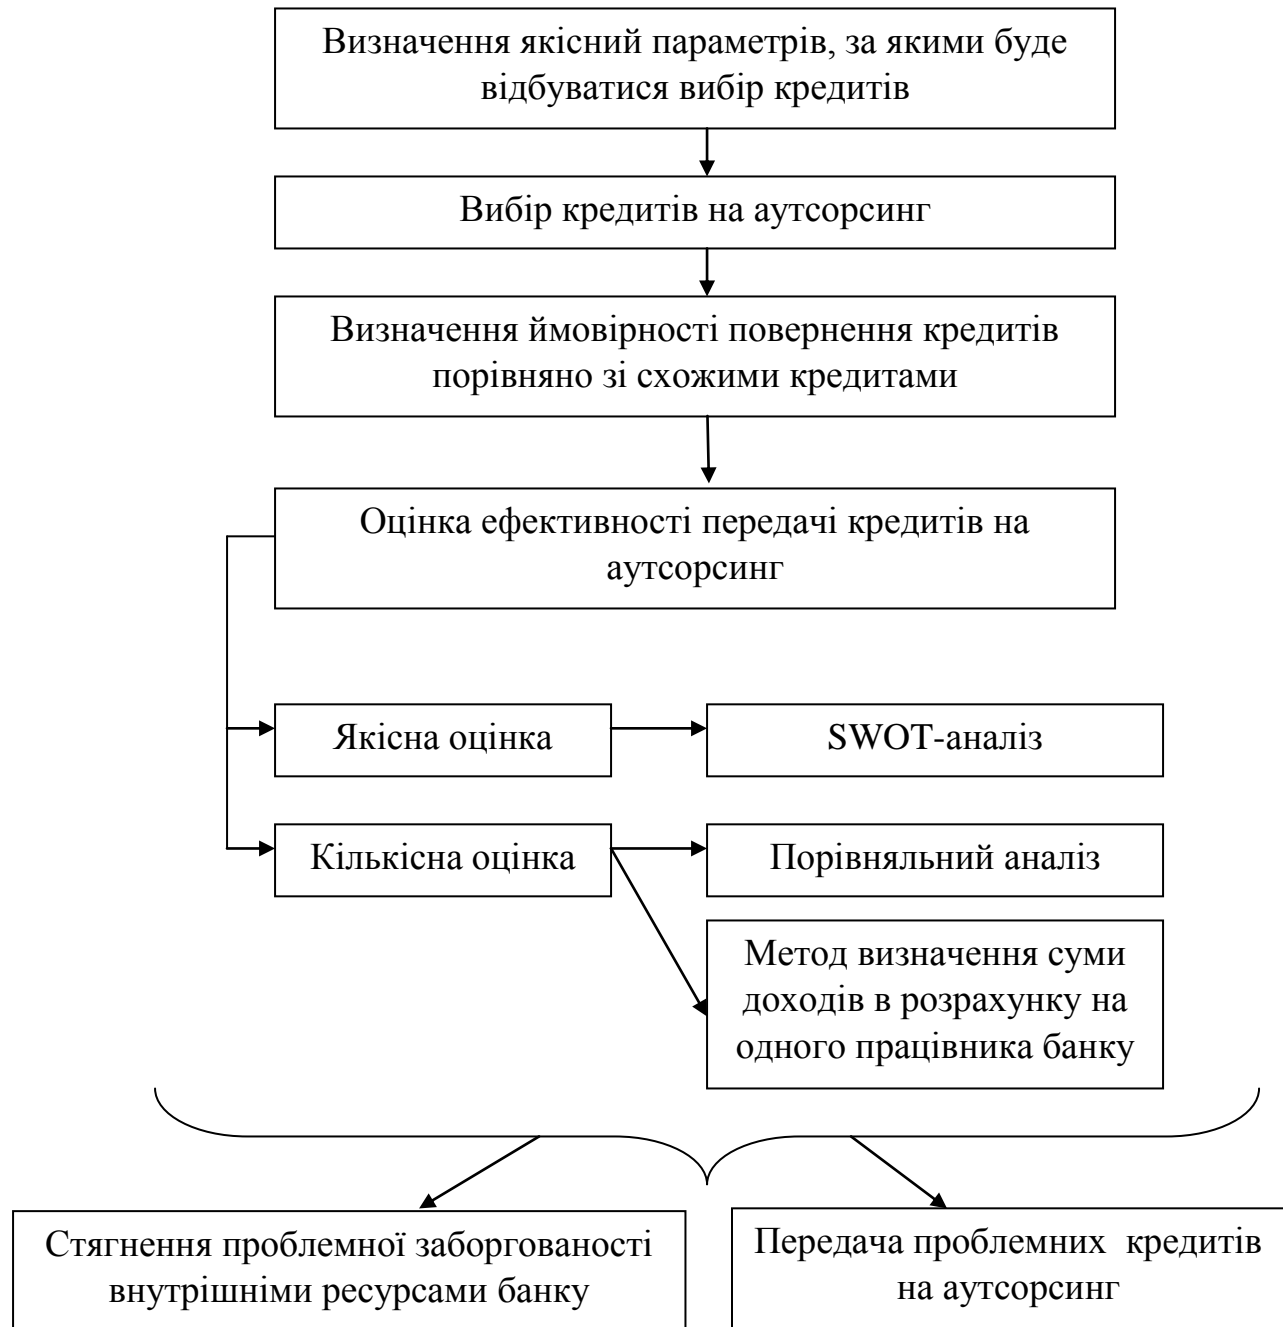 Визначення якісний параметрів, за якими буде
відбуватися вибір кредитів
Вибір кредитів на аутсорсинг
Визначення ймовірності повернення кредитів
порівняно зі схожими кредитами
Оцінка ефективності передачі кредитів на
аутсорсинг
Якісна оцінка
SWOT-аналіз
Кількісна оцінка
Порівняльний аналіз
Метод визначення суми
доходів в розрахунку на
одного працівника банку
Стягнення проблемної заборгованості
внутрішніми ресурсами банку
Передача проблемних кредитів
на аутсорсинг